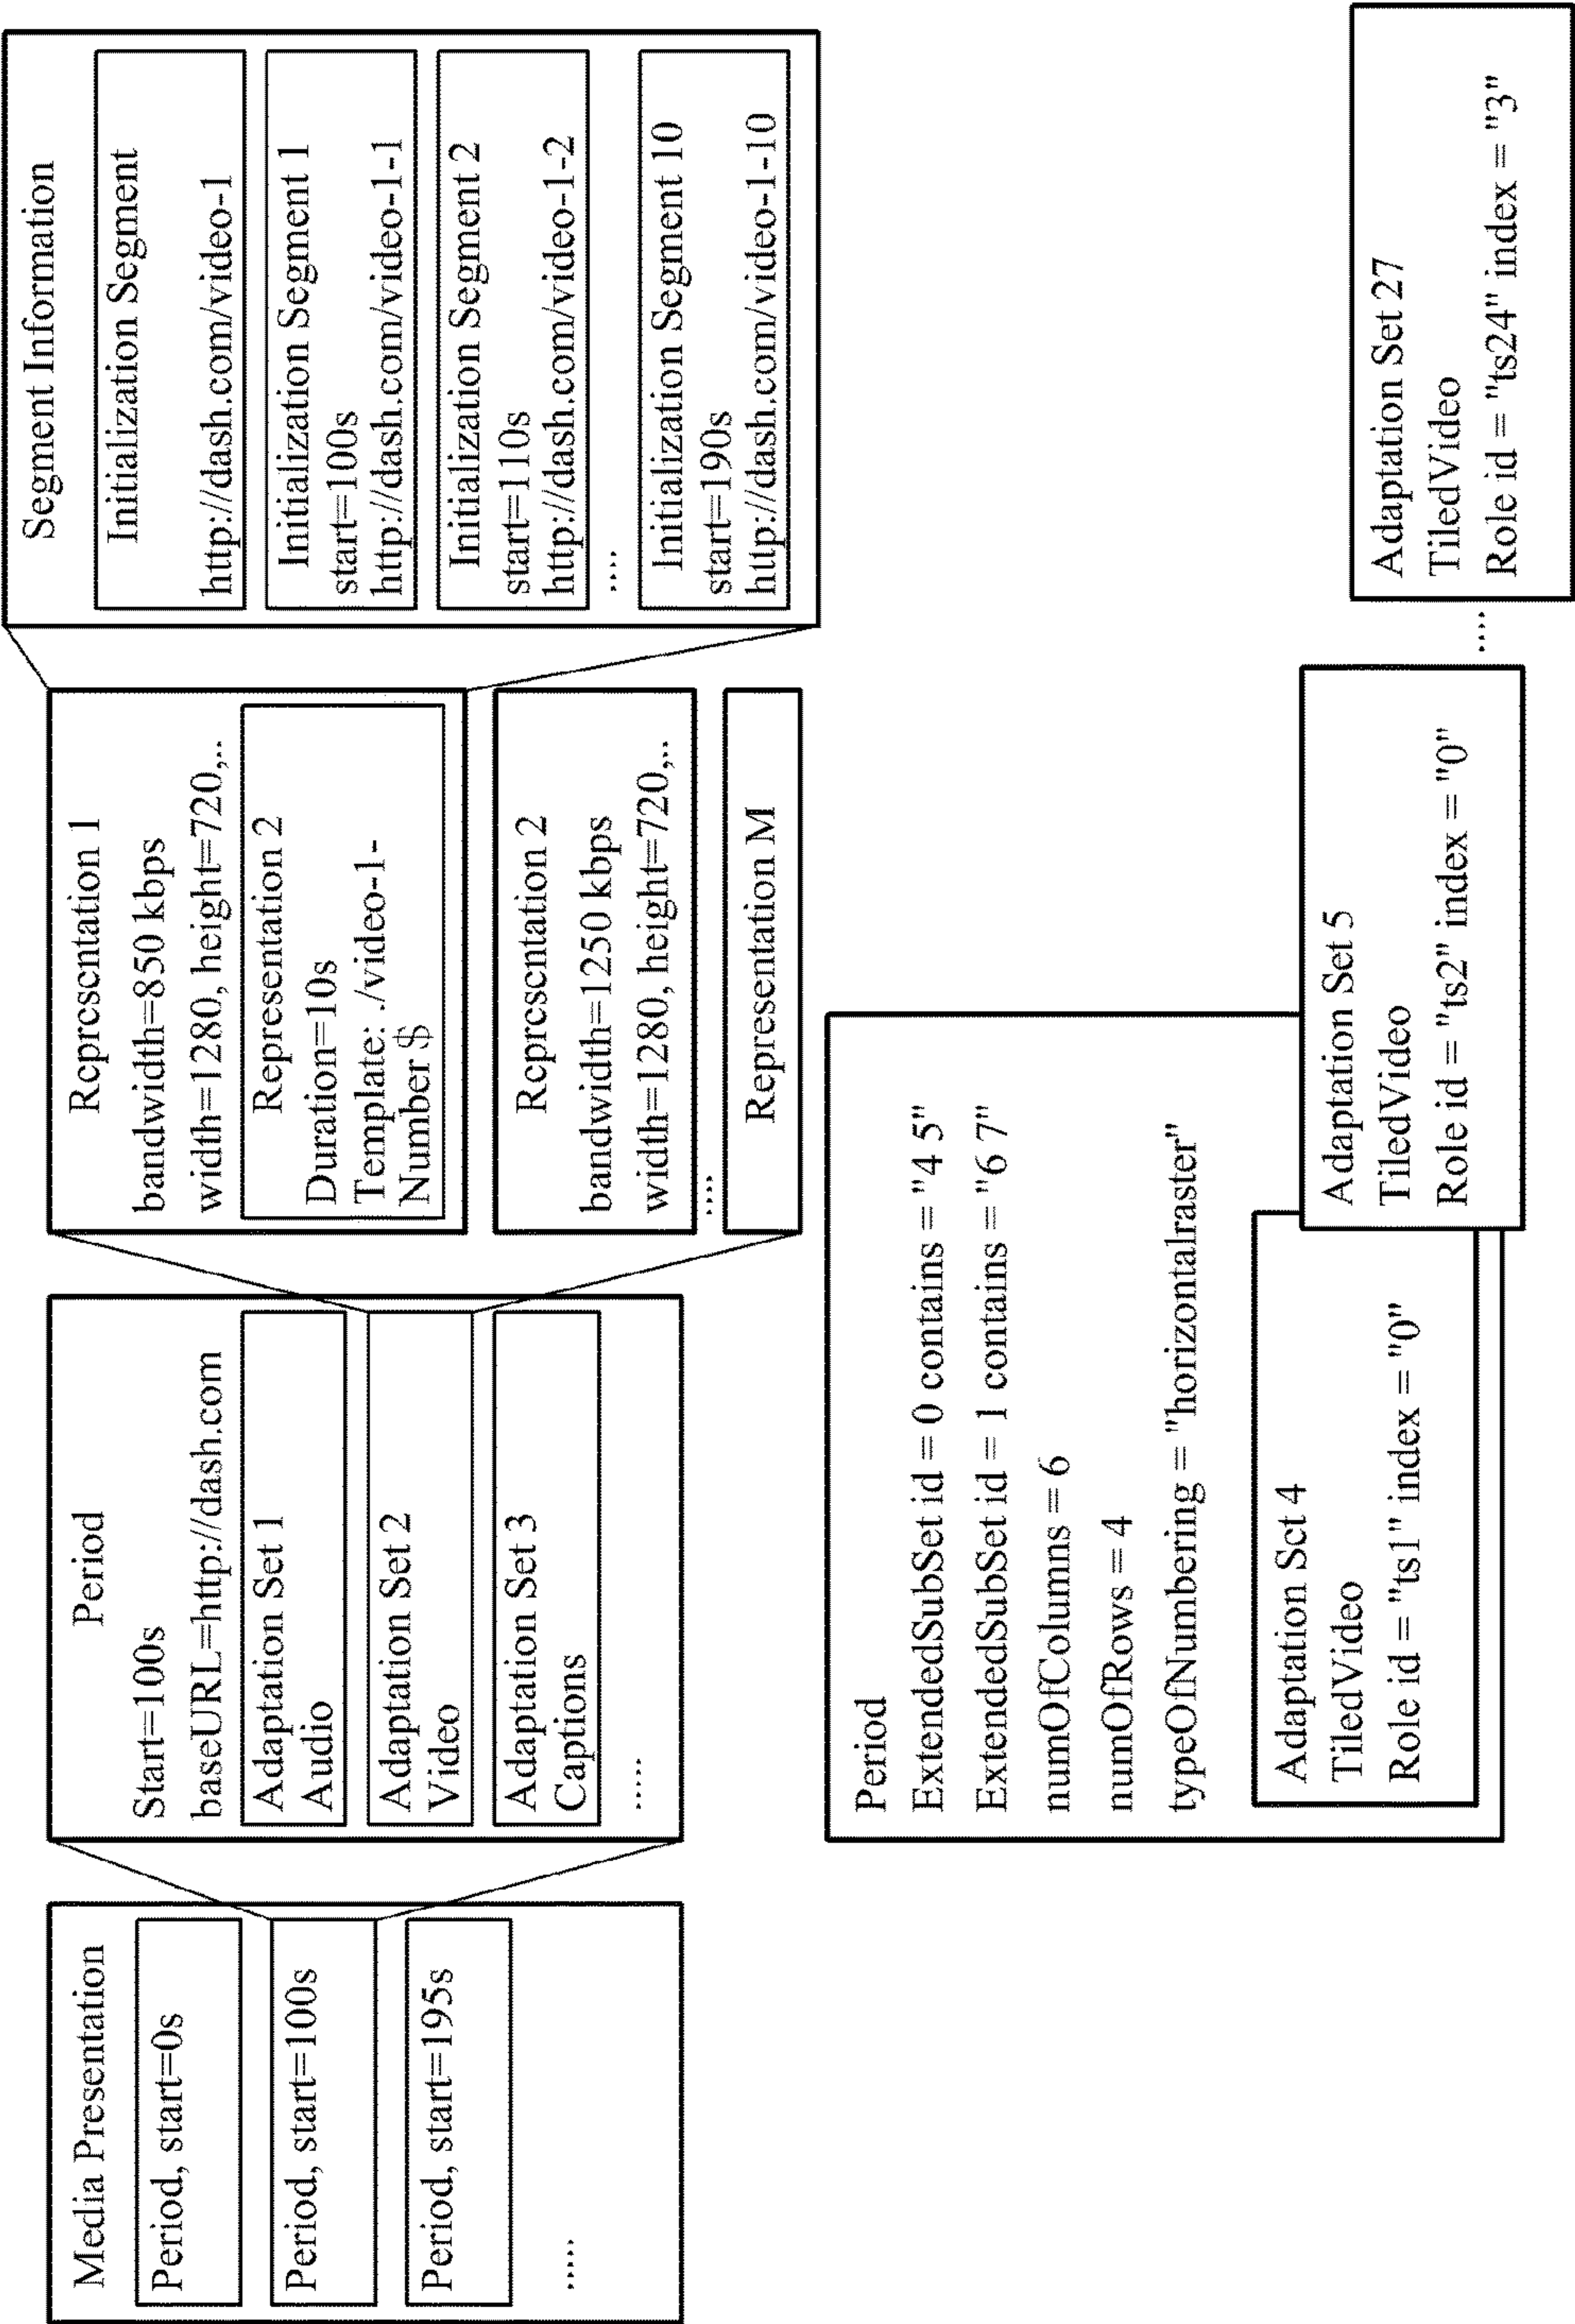 Media Presentation
Period, start=0s
Period, start=100s
Period, start=195s
.....
Period
Start=100s
baseURL=http://dash.com
Adaptation Set 1
Audio
Adaptation Set 2
Video
Adaptation Set 3
Captions
.....
Representation 1
bandwidth=850 kbps
width=1280, height=720,..
Representation 2
Duration=10s
Template: ./video-1-
Number $
Representation 2
bandwidth=1250 kbps
width=1280, height=720,..
.....
Representation M
Segment Information
Initialization Segment
http://dash.com/video-1
Initialization Segment 1
start=100s
http://dash.com/video-1-1
Initialization Segment 2
start=110s
http://dash.com/video-1-2
....
Initialization Segment 10
start=190s
http://dash.com/video-1-10
Period
ExtendedSubSet id = 0 contains = "4 5"
ExtendedSubSet id = 1 contains = "6 7"
numOfColumns = 6
numOfRows = 4
typeOfNumbering = "horizontalraster"
Adaptation Set 4
TiledVideo
Role id = "ts1" index = "0"
Adaptation Set 5
TiledVideo
Role id = "ts2" index = "0"
....
Adaptation Set 27
TiledVideo
Role id = "ts24" index = "3"